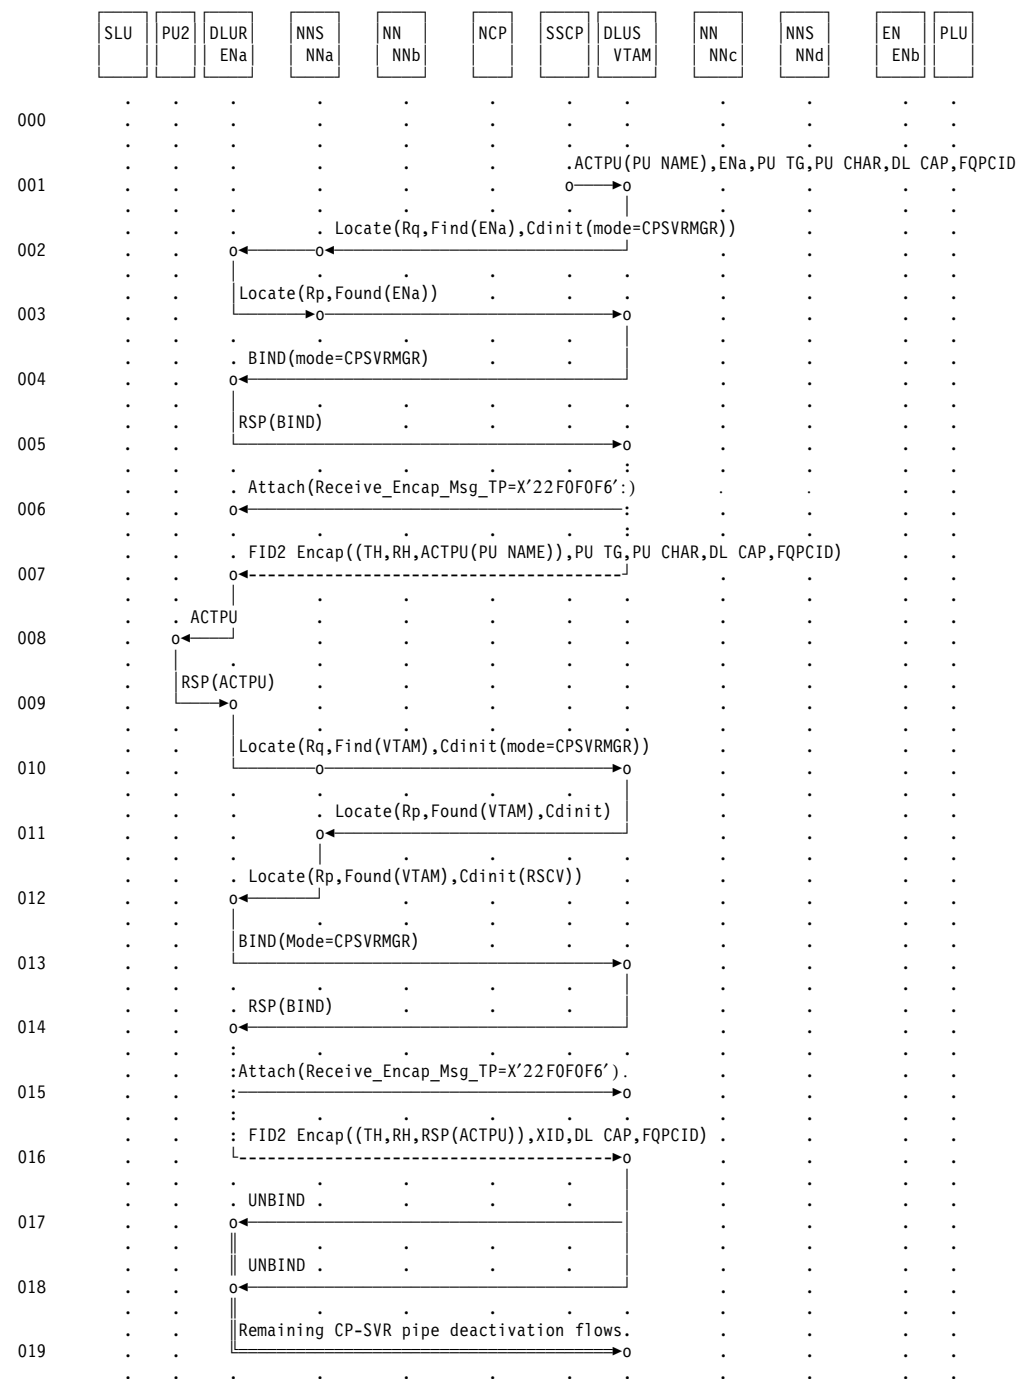 SLU PU2 DLUR NNS NN NCP SSCP DLUS NN NNS EN PLU
ENa NNa NNb VTAM NNc NNd ENb
000
ACTPU(PU NAME),ENa,PU TG,PU CHAR,DL CAP,FQPCID
001
Locate(Rq,Find(ENa),Cdinit(mode=CPSVRMGR))
002
Locate(Rp,Found(ENa))
003
BIND(mode=CPSVRMGR)
004
RSP(BIND)
005
Attach(Receive_Encap_Msg_TP=X′22F0F0F6′:)
006
FID2 Encap((TH,RH,ACTPU(PU NAME)),PU TG,PU CHAR,DL CAP,FQPCID)
007
ACTPU
008
RSP(ACTPU)
009
Locate(Rq,Find(VTAM),Cdinit(mode=CPSVRMGR))
010
Locate(Rp,Found(VTAM),Cdinit)
011
Locate(Rp,Found(VTAM),Cdinit(RSCV))
012
BIND(Mode=CPSVRMGR)
013
RSP(BIND)
014
Attach(Receive_Encap_Msg_TP=X′22F0F0F6′).
015
FID2 Encap((TH,RH,RSP(ACTPU)),XID,DL CAP,FQPCID)
016
UNBIND
017
UNBIND
018
Remaining CP-SVR pipe deactivation flows.
019